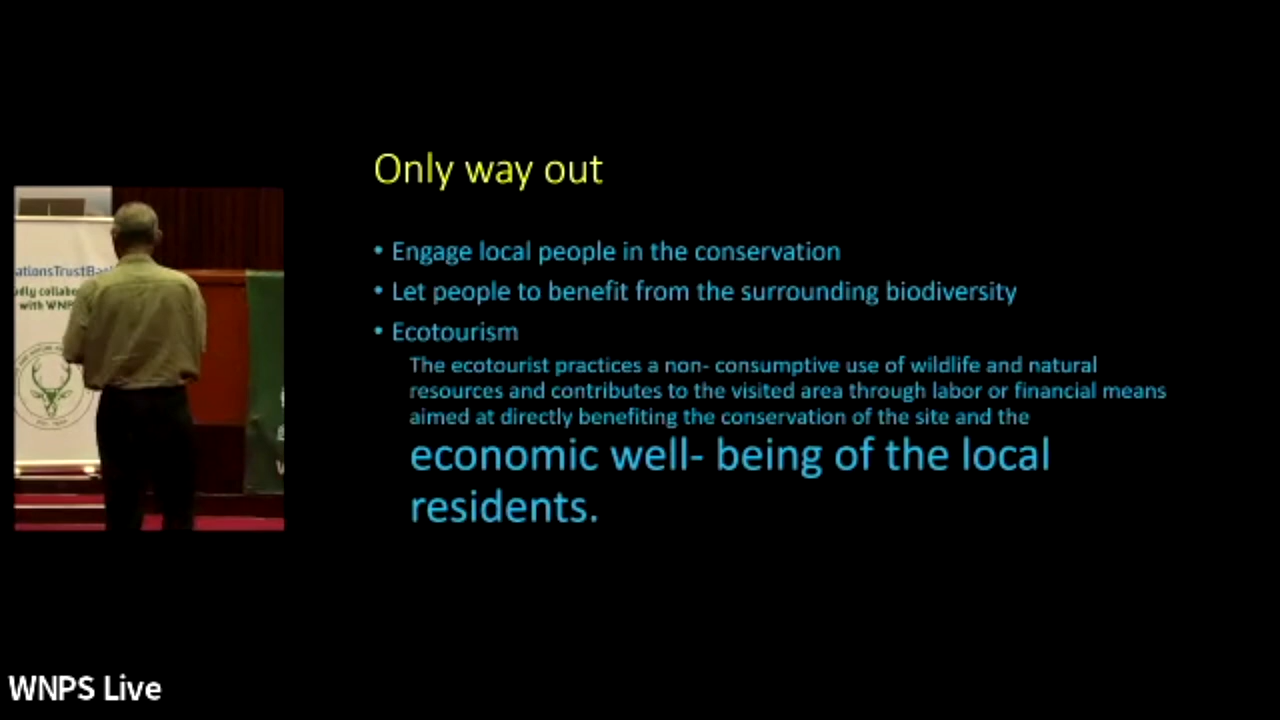 Only way out
• Engage local people in the conservation
• Let people to benefit from the surrounding biodiversity
• Ecotourism
The ecotourist practices a non- consumptive use of wildlife and natural
resources and contributes to the visited area through labor or financial means
aimed at directly benefiting the conservation of the site and the
economic well- being of the local
residents.
ationsTrustBa
with WNP
WNPS Live